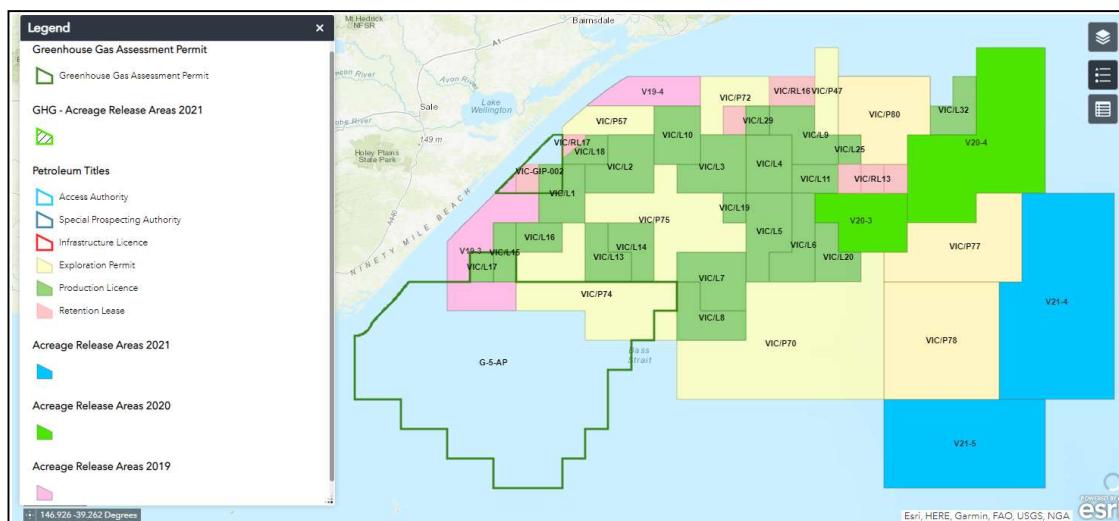 Legend
×
Greenhouse Gas Assessment Permit
Greenhouse Gas Assessment Permit
GHG - Acreage Release Areas 2021
Petroleum Titles
Access Authority
Special Prospecting Authority
Infrastructure Licence
Exploration Permit
Production Licence
Retention Lease
Acreage Release Areas 2021
Acreage Release Areas 2020
Acreage Release Areas 2019
146.926 -39.262 Degrees
Mt Hedrick
NFSR
Bairnsdale
A1
Avon River
Sale
Lake
Wellington
149 m
Holey Plains
State Park
A440
NINETY MILE BEACH
V19-4
VIC/P72
VIC/RL16
VIC/P47
VIC/P80
VIC/L32
VIC/P57
VIC/L10
VIC/L29
VIC/L9
V20-4
VIC/RL17
VIC/L18
VIC/L2
VIC/L3
VIC/L4
VIC/L25
VIC-GIP-002
VIC/L1
VIC/L11
VIC/RL13
VIC/P75
VIC/L19
V20-3
VIC/L16
VIC/L5
VIC/L6
VIC/P77
V19-3
VIC/L15
VIC/L14
VIC/L13
VIC/L20
VIC/L17
VIC/L7
VIC/P74
V21-4
VIC/L8
Bass
Strait
VIC/P70
VIC/P78
G-5-AP
V21-5
POWERED BY
esri
Esri, HERE, Garmin, FAO, USGS, NGA